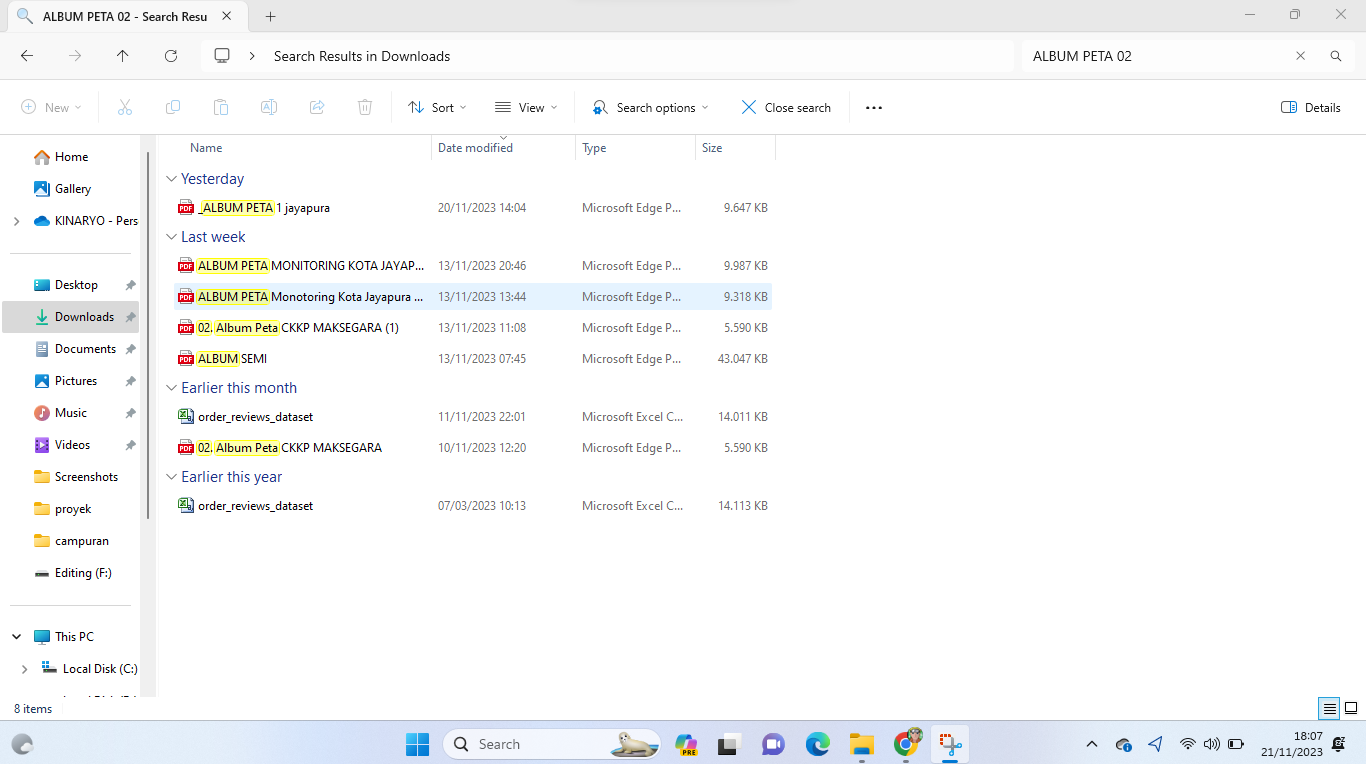 ALBUM PETA 02 - Search Resu
Search Results in Downloads
ALBUM PETA 02
New
Sort
View
Search options
Close search
Details
Home
Gallery
KINARYO - Pers
Desktop
Downloads
Documents
Pictures
Music
Videos
Screenshots
proyek
campuran
Editing (F:)
This PC
Local Disk (C:)
Name Date modified Type Size
Yesterday
_ALBUM PETA 1 jayapura 20/11/2023 14:04 Microsoft Edge P... 9.647 KB
Last week
ALBUM PETA MONITORING KOTA JAYAP... 13/11/2023 20:46 Microsoft Edge P... 9.987 KB
ALBUM PETA Monotoring Kota Jayapura ... 13/11/2023 13:44 Microsoft Edge P... 9.318 KB
02. Album Peta CKKP MAKSEGARA (1) 13/11/2023 11:08 Microsoft Edge P... 5.590 KB
ALBUM SEMI 13/11/2023 07:45 Microsoft Edge P... 43.047 KB
Earlier this month
order_reviews_dataset 11/11/2023 22:01 Microsoft Excel C... 14.011 KB
02. Album Peta CKKP MAKSEGARA 10/11/2023 12:20 Microsoft Edge P... 5.590 KB
Earlier this year
order_reviews_dataset 07/03/2023 10:13 Microsoft Excel C... 14.113 KB
8 items
Search
PRE
18:07
21/11/2023